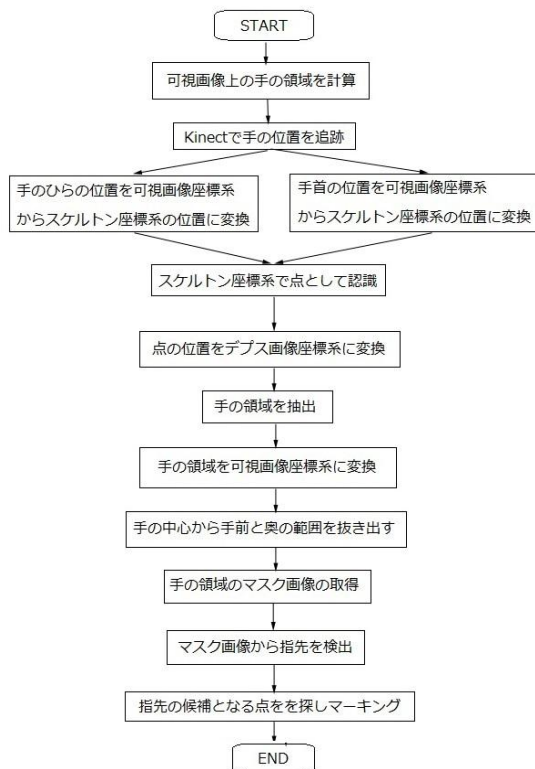 START
可視画像上の手の領域を計算
Kinectで手の位置を追跡
手のひらの位置を可視画像座標系
からスケルトン座標系の位置に変換
手首の位置を可視画像座標系
からスケルトン座標系の位置に変換
スケルトン座標系で点として認識
点の位置をデプス画像座標系に変換
手の領域を抽出
手の領域を可視画像座標系に変換
手の中心から手前と奥の範囲を抜き出す
手の領域のマスク画像の取得
マスク画像から指先を検出
指先の候補となる点をを探しマーキング
END